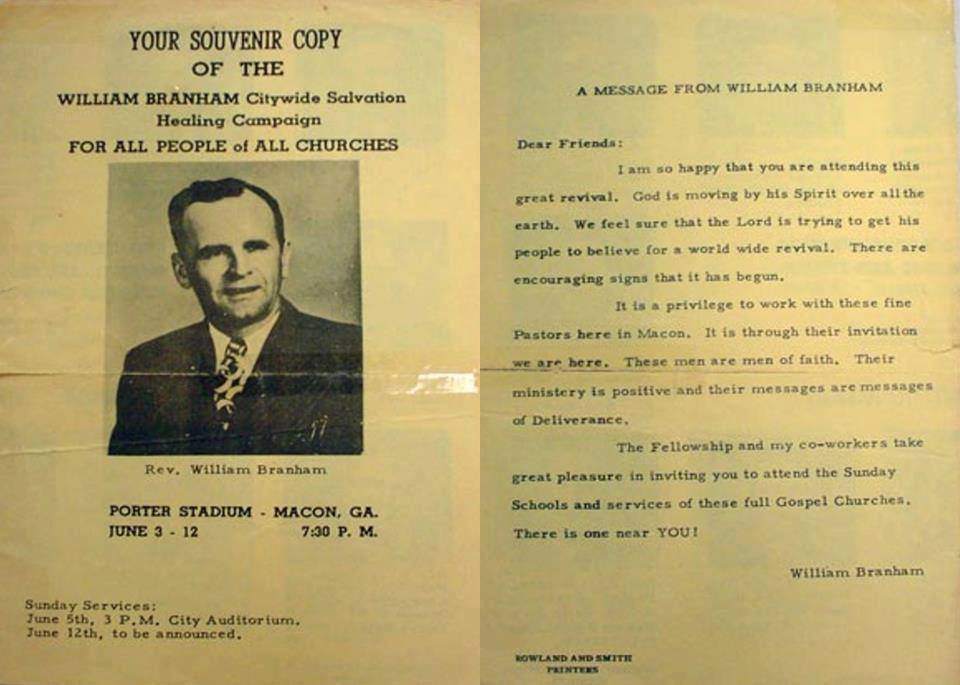 YOUR SOUVENIR COPY
OF THE
WILLIAM BRANHAM Citywide Salvation
Healing Campaign
FOR ALL PEOPLE of ALL CHURCHES
Rev. William Branham
PORTER STADIUM - MACON, GA.
JUNE 3 - 12 7:30 P. M.
Sunday Services:
June 5th, 3 P.M. City Auditorium.
June 12th, to be announced.
A MESSAGE FROM WILLIAM BRANHAM
Dear Friends:
I am so happy that you are attending this
great revival. God is moving by his Spirit over all the
earth. We feel sure that the Lord is trying to get his
people to believe for a world wide revival. There are
encouraging signs that it has begun.
It is a privilege to work with these fine
Pastors here in Macon. It is through their invitation
we are here. These men are men of faith. Their
ministery is positive and their messages are messages
of Deliverance.
The Fellowship and my co-workers take
great pleasure in inviting you to attend the Sunday
Schools and services of these full Gospel Churches.
There is one near YOU!
William Branham
ROWLAND AND SMITH
PRINTERS